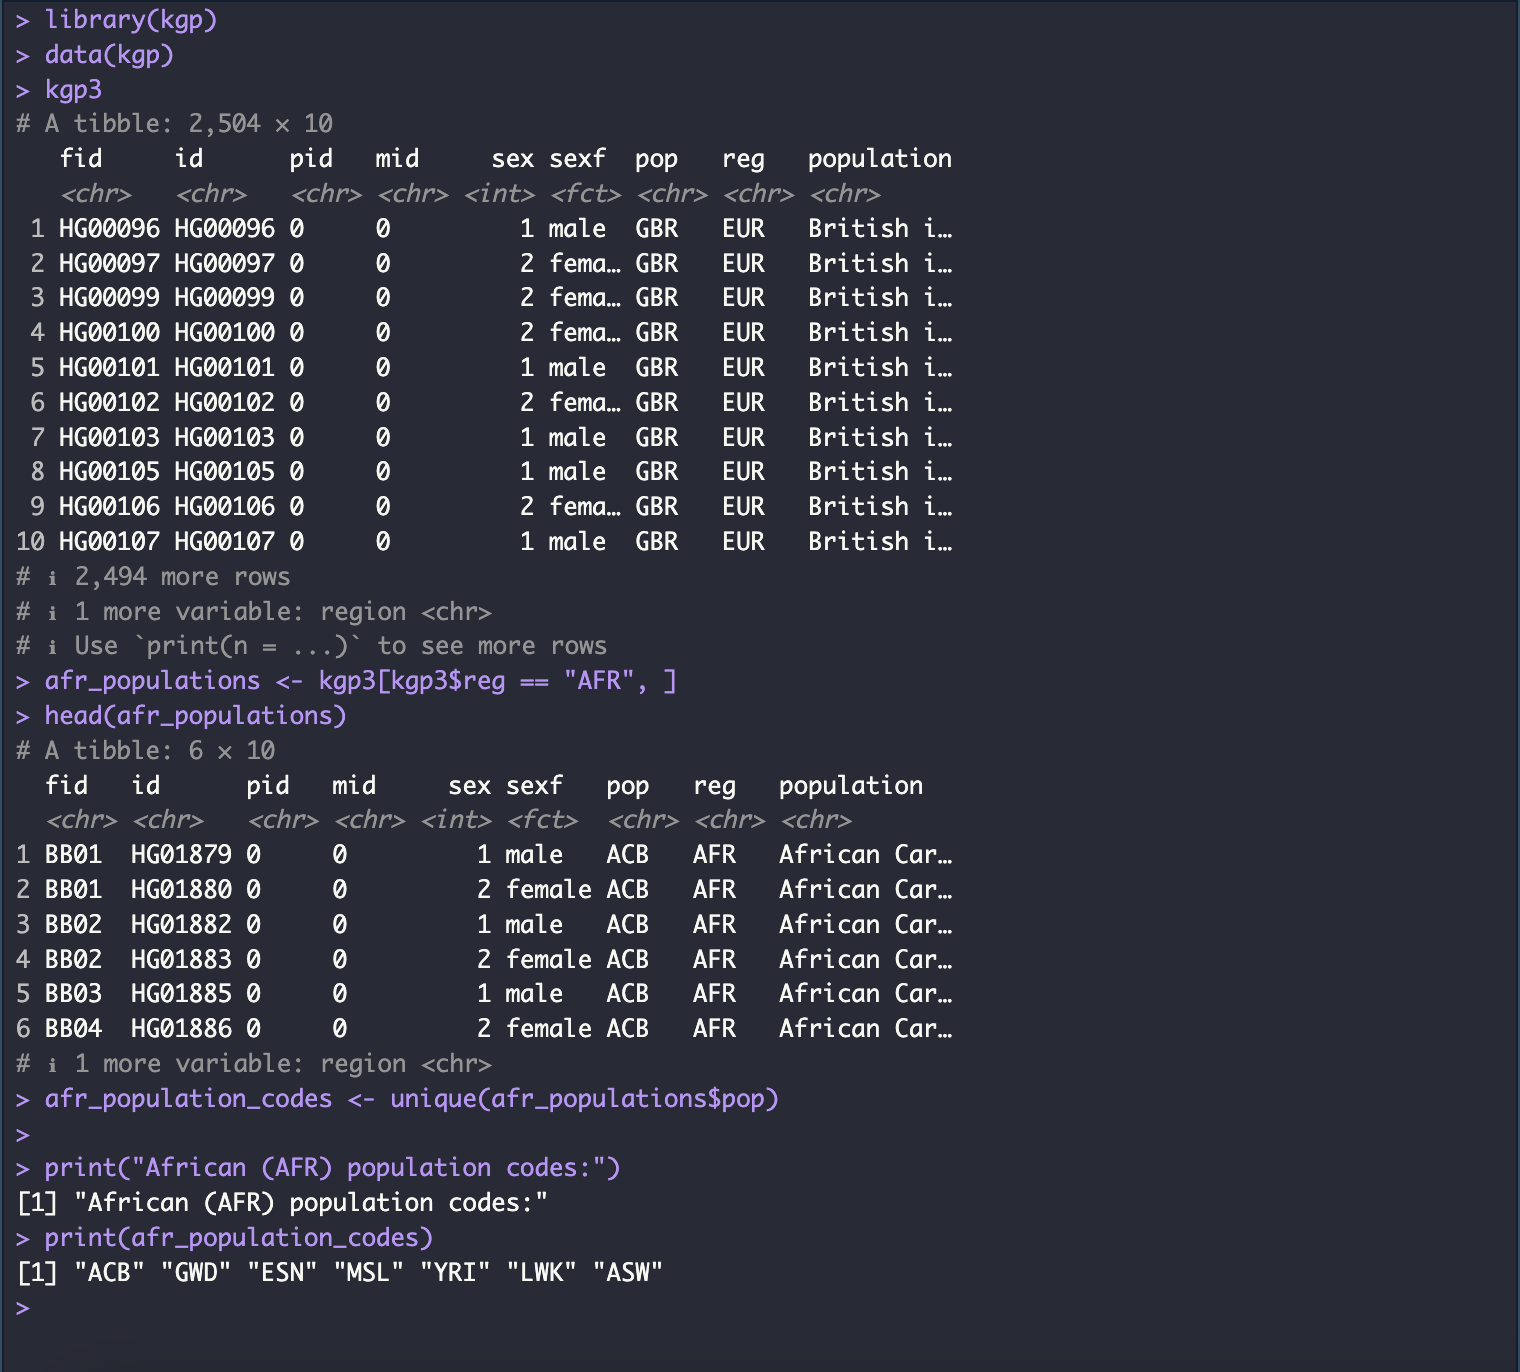 > library(kgp)
> data(kgp)
> kgp3
# A tibble: 2,504 × 10
   fid     id      pid   mid     sex sexf  pop   reg   population
   <chr>   <chr>   <chr> <chr> <int> <fct> <chr> <chr> <chr>
 1 HG00096 HG00096 0     0         1 male  GBR   EUR   British i…
 2 HG00097 HG00097 0     0         2 fema… GBR   EUR   British i…
 3 HG00099 HG00099 0     0         2 fema… GBR   EUR   British i…
 4 HG00100 HG00100 0     0         2 fema… GBR   EUR   British i…
 5 HG00101 HG00101 0     0         1 male  GBR   EUR   British i…
 6 HG00102 HG00102 0     0         2 fema… GBR   EUR   British i…
 7 HG00103 HG00103 0     0         1 male  GBR   EUR   British i…
 8 HG00105 HG00105 0     0         1 male  GBR   EUR   British i…
 9 HG00106 HG00106 0     0         2 fema… GBR   EUR   British i…
10 HG00107 HG00107 0     0         1 male  GBR   EUR   British i…
# ℹ 2,494 more rows
# ℹ 1 more variable: region <chr>
# ℹ Use `print(n = ...)` to see more rows
> afr_populations <- kgp3[kgp3$reg == "AFR", ]
> head(afr_populations)
# A tibble: 6 × 10
  fid   id      pid   mid     sex sexf   pop   reg   population
  <chr> <chr>   <chr> <chr> <int> <fct>  <chr> <chr> <chr>
1 BB01  HG01879 0     0         1 male   ACB   AFR   African Car…
2 BB01  HG01880 0     0         2 female ACB   AFR   African Car…
3 BB02  HG01882 0     0         1 male   ACB   AFR   African Car…
4 BB02  HG01883 0     0         2 female ACB   AFR   African Car…
5 BB03  HG01885 0     0         1 male   ACB   AFR   African Car…
6 BB04  HG01886 0     0         2 female ACB   AFR   African Car…
# ℹ 1 more variable: region <chr>
> afr_population_codes <- unique(afr_populations$pop)
>
> print("African (AFR) population codes:")
[1] "African (AFR) population codes:"
> print(afr_population_codes)
[1] "ACB" "GWD" "ESN" "MSL" "YRI" "LWK" "ASW"
>